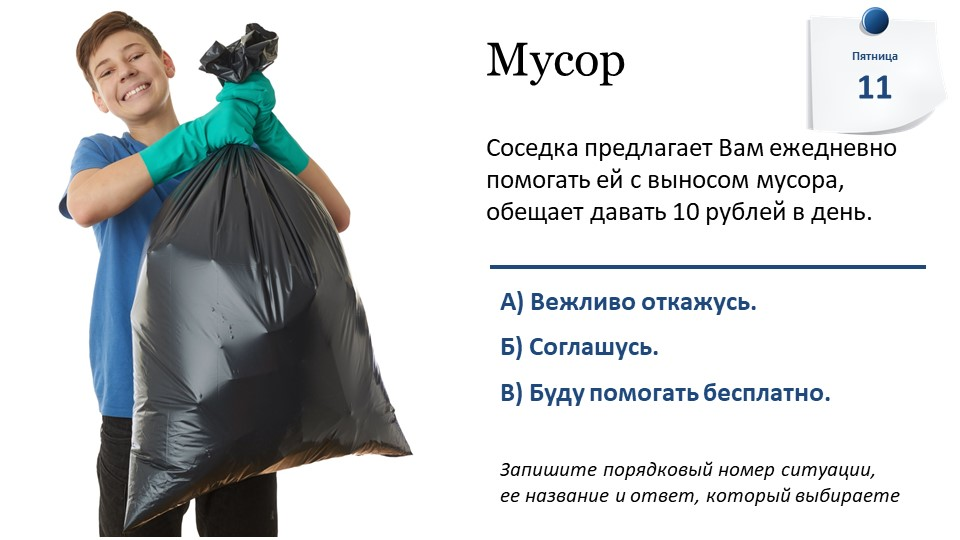 Мусор
Пятница
11
Соседка предлагает Вам ежедневно
помогать ей с выносом мусора,
обещает давать 10 рублей в день.
А) Вежливо откажусь.
Б) Соглашусь.
В) Буду помогать бесплатно.
Запишите порядковый номер ситуации,
ее название и ответ, который выбираете